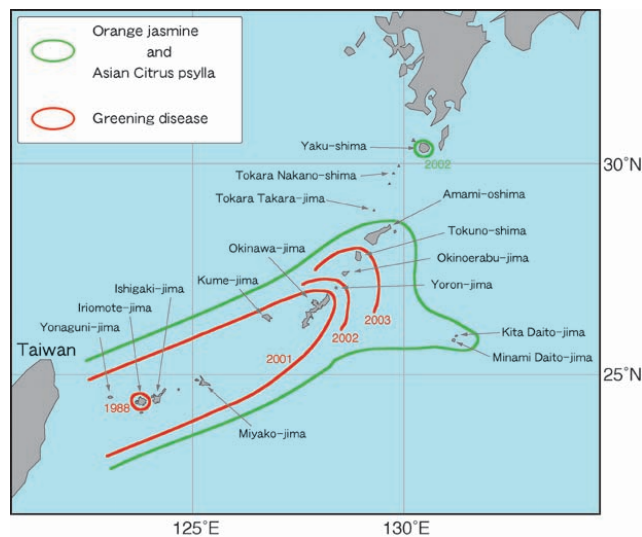 Orange jasmine
and
Asian Citrus psylla
Greening disease
Yaku-shima
2002
30°N
Tokara Nakano-shima
Tokara Takara-jima
Amami-oshima
Tokuno-shima
Okinawa-jima
Okinoerabu-jima
Kume-jima
Yoron-jima
Ishigaki-jima
Iriomote-jima
Yonaguni-jima
2003
2002
Kita Daito-jima
Taiwan
2001
Minami Daito-jima
25°N
1988
Miyako-jima
125°E
130°E